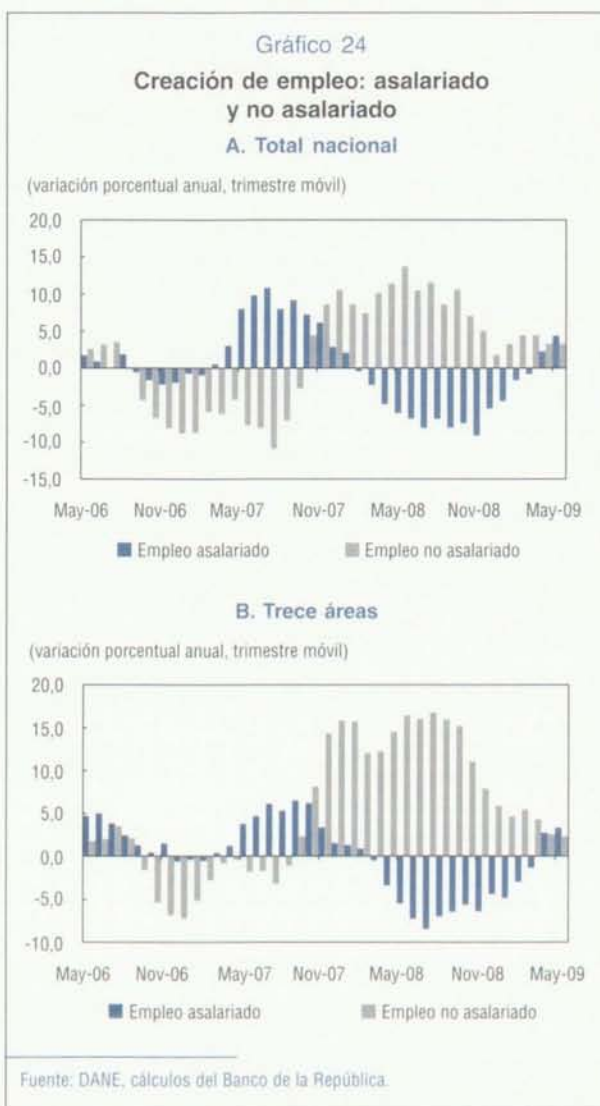 Gráfico 24
Creación de empleo: asalariado
y no asalariado
A. Total nacional
(variación porcentual anual, trimestre móvil)
20,0
15,0
10,0
5,0
0,0
-5,0
-10,0
-15,0
May-06 Nov-06 May-07 Nov-07 May-08 Nov-08 May-09
Empleo asalariado Empleo no asalariado
B. Trece áreas
(variación porcentual anual, trimestre móvil)
20,0
15,0
10,0
5,0
0,0
-5,0
-10,0
May-06 Nov-06 May-07 Nov-07 May-08 Nov-08 May-09
Empleo asalariado Empleo no asalariado
Fuente: DANE, cálculos del Banco de la República.